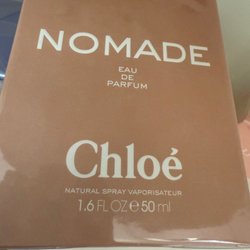 NOMADE
EAU
DE
PARFUM
Chloé
NATURAL SPRAY VAPORISATEUR
1.6 FL OZ e 50 ml